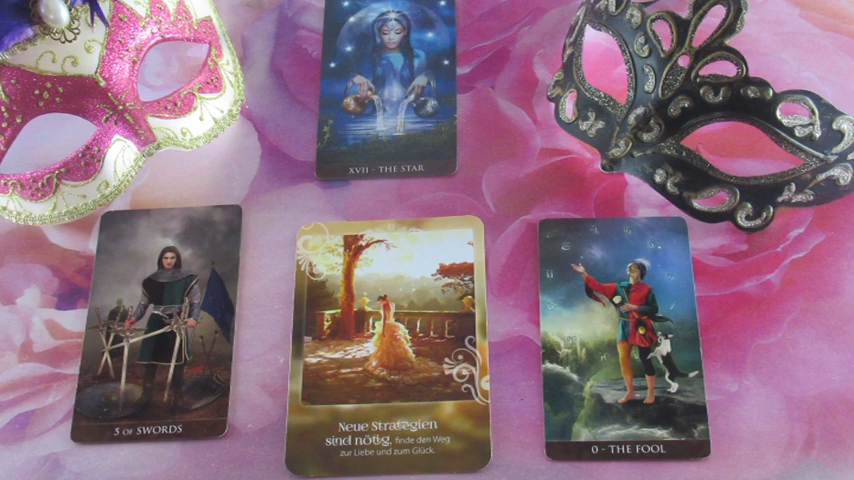 XVII - THE STAR
5 OF SWORDS
Neue Strategien
sind nötig, finde den Weg
zur Liebe und zum Glück.
0 - THE FOOL